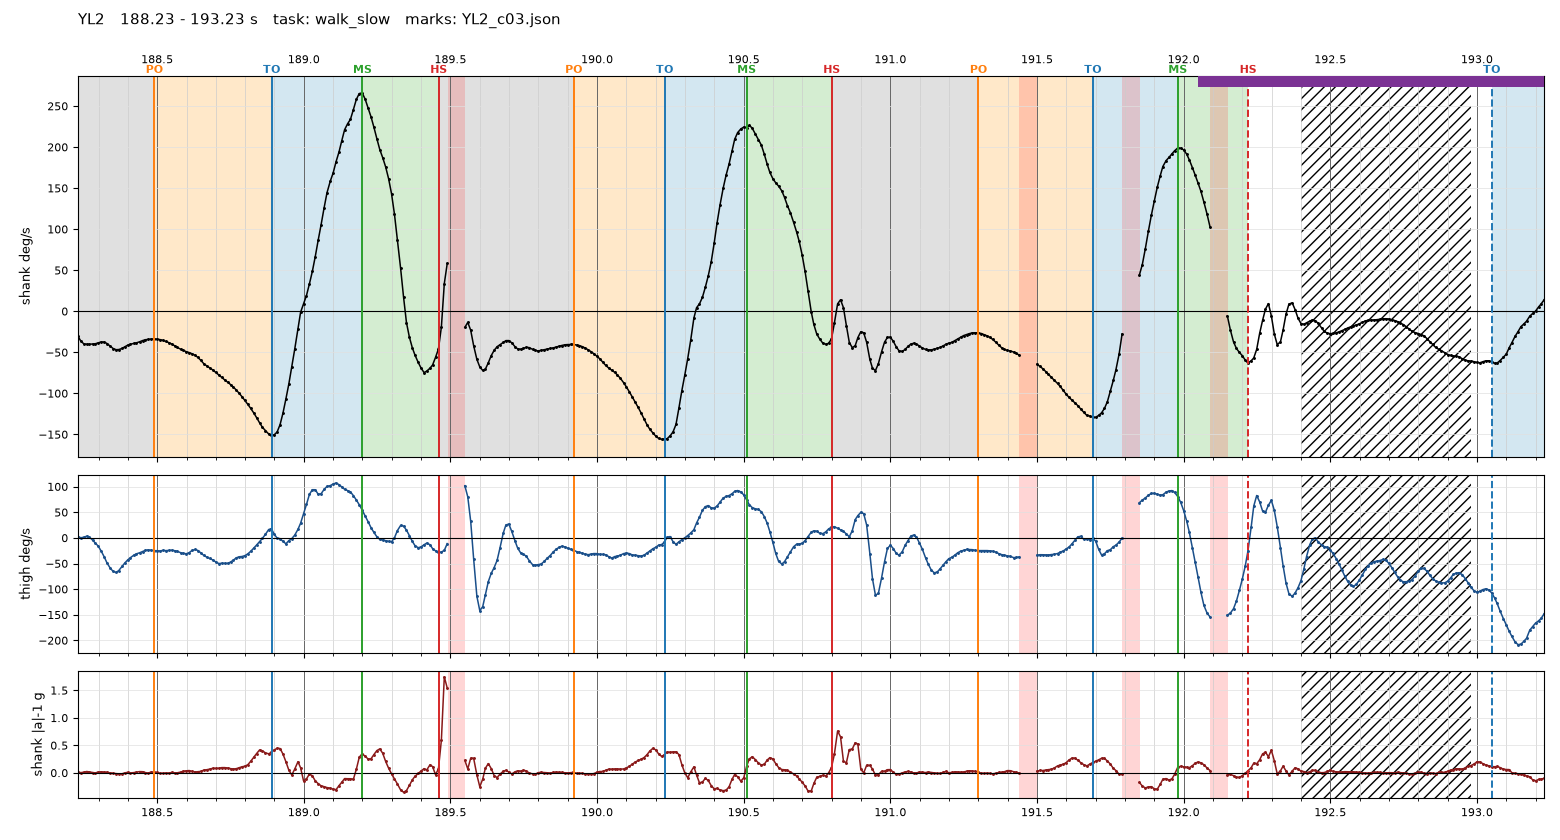 YL2 188.23 - 193.23 s task: walk_slow marks: YL2_c03.json
188.5 189.0 189.5 190.0 190.5 191.0 191.5 192.0 192.5 193.0
PO TO MS HS PO TO MS HS PO TO MS HS TO
shank deg/s
250
200
150
100
50
0
−50
−100
−150
thigh deg/s
100
50
0
−50
−100
−150
−200
shank |a|-1 g
1.5
1.0
0.5
0.0
188.5 189.0 189.5 190.0 190.5 191.0 191.5 192.0 192.5 193.0